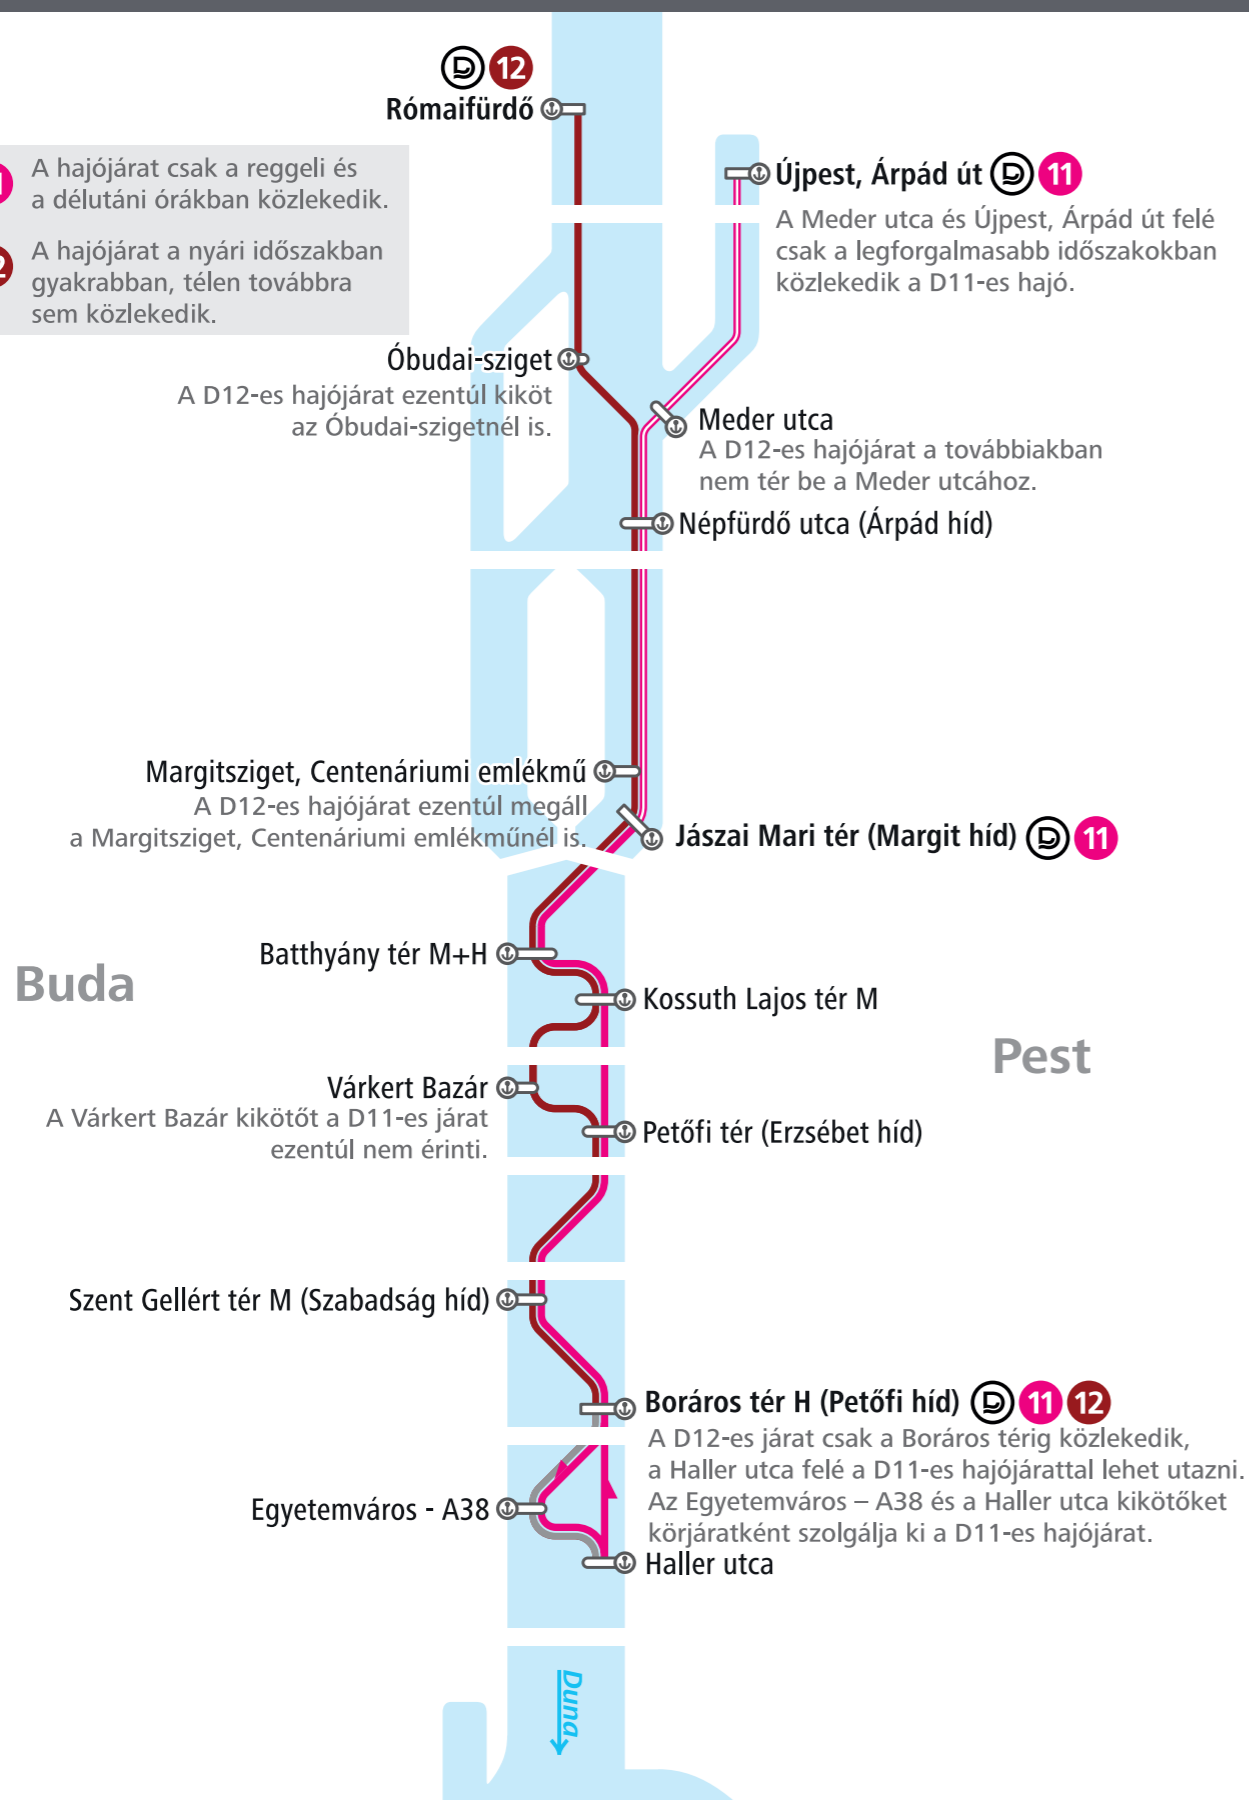 12
Rómaifürdő
A hajójárat csak a reggeli és
a délutáni órákban közlekedik.
A hajójárat a nyári időszakban
gyakrabban, télen továbbra
sem közlekedik.
Újpest, Árpád út D 11
A Meder utca és Újpest, Árpád út felé
csak a legforgalmasabb időszakokban
közlekedik a D11-es hajó.
Óbudai-sziget
A D12-es hajójárat ezentúl kiköt
az Óbudai-szigetnél is.
Meder utca
A D12-es hajójárat a továbbiakban
nem tér be a Meder utcához.
Népfürdő utca (Árpád híd)
Margitsziget, Centenáriumi emlékmű
A D12-es hajójárat ezentúl megáll
a Margitsziget, Centenáriumi emlékműnél is.
Jászai Mari tér (Margit híd) D 11
Batthyány tér M+H
Buda
Kossuth Lajos tér M
Pest
Várkert Bazár
A Várkert Bazár kikötőt a D11-es járat
ezentúl nem érinti.
Petőfi tér (Erzsébet híd)
Szent Gellért tér M (Szabadság híd)
Boráros tér H (Petőfi híd) D 11 12
A D12-es járat csak a Boráros térig közlekedik,
a Haller utca felé a D11-es hajójárattal lehet utazni.
Az Egyetemváros – A38 és a Haller utca kikötőket
körjáratként szolgálja ki a D11-es hajójárat.
Egyetemváros - A38
Haller utca
Duna